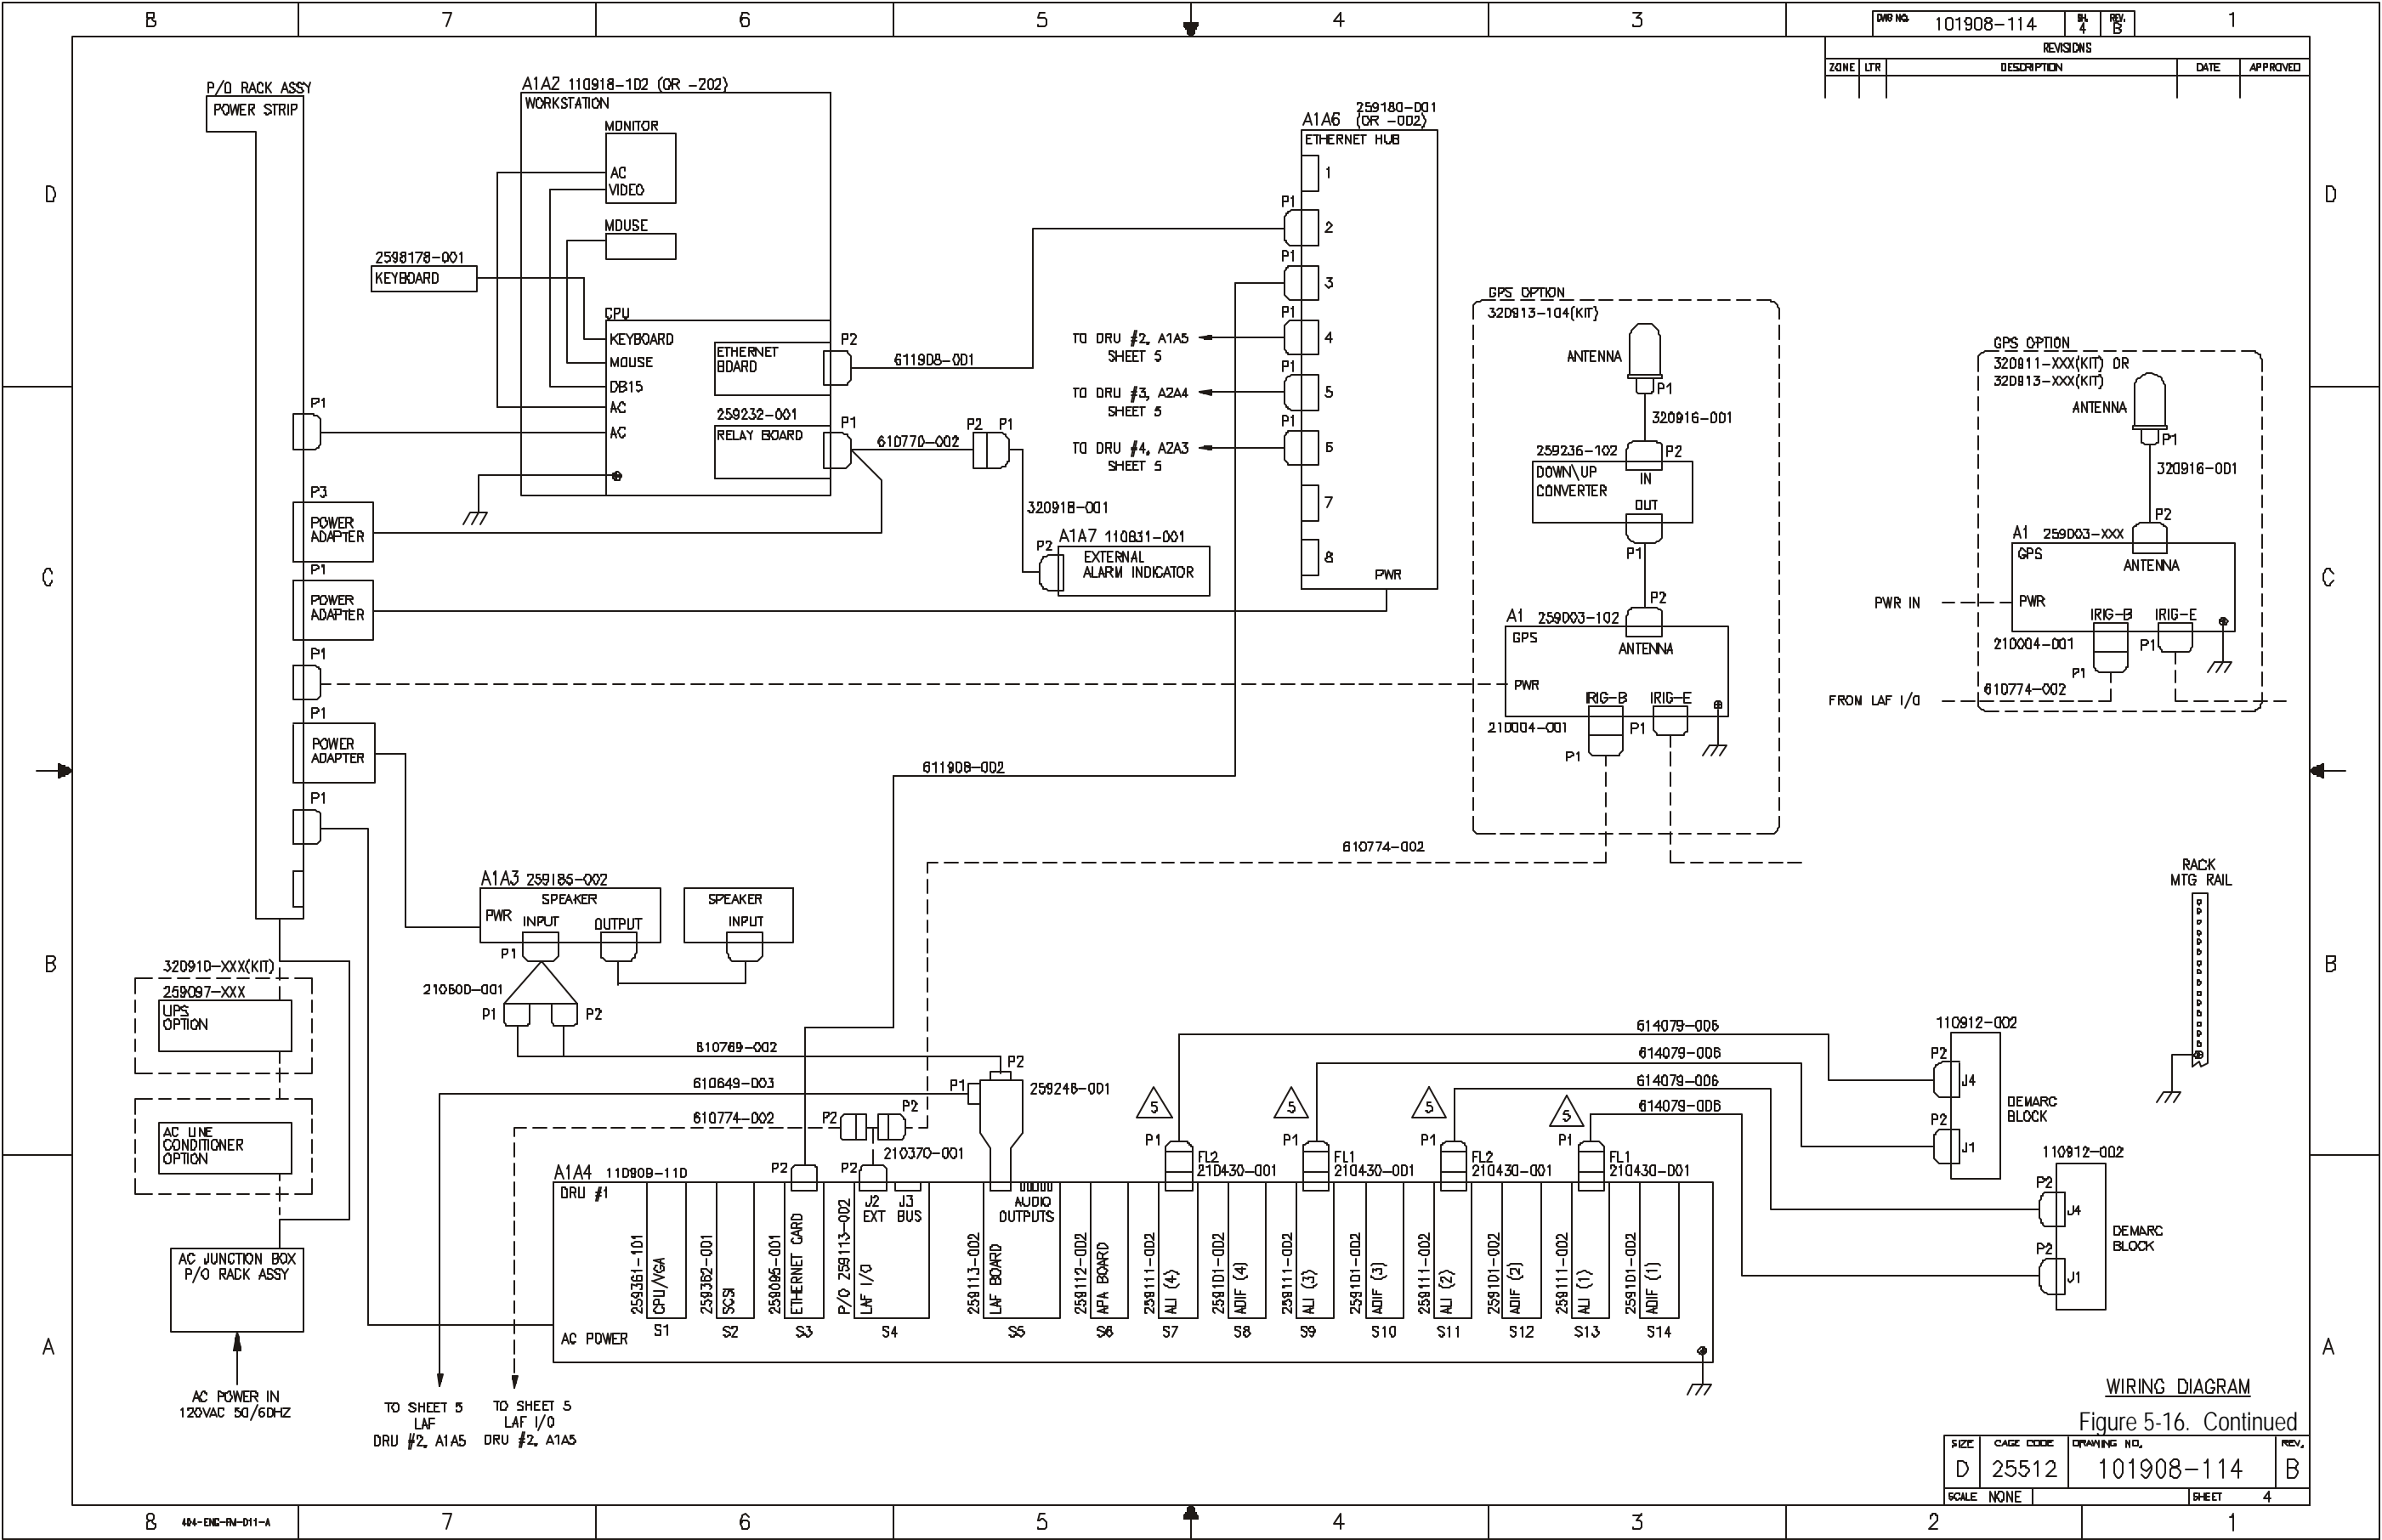 8 7 6 5 4 3 1
DWG NO. 101908-114 SH. 4 REV. B
REVISIONS
ZONE LTR DESCRIPTION DATE APPROVED
D
C
B
A
P/O RACK ASSY
POWER STRIP
P1
P3
POWER
ADAPTER
P1
POWER
ADAPTER
P1
P1
POWER
ADAPTER
P1
A1A2 110918-102 (OR -202)
WORKSTATION
MONITOR
AC
VIDEO
MOUSE
2598178-001
KEYBOARD
CPU
KEYBOARD
MOUSE
DB15
AC
AC
ETHERNET
BOARD
P2
611908-001
259232-001
RELAY BOARD
P1
610770-002
P2 P1
320918-001
A1A7 110831-001
P2
EXTERNAL
ALARM INDICATOR
259180-001
A1A6 (OR -002)
ETHERNET HUB
1
P1
2
P1
3
P1
4
P1
5
P1
6
7
8
PWR
TO DRU #2, A1A5
SHEET 5
TO DRU #3, A2A4
SHEET 5
TO DRU #4, A2A3
SHEET 5
611908-002
GPS OPTION
320913-104(KIT)
ANTENNA
P1
320916-001
259236-102
P2
DOWN\UP
CONVERTER
IN
OUT
P1
P2
A1 259003-102
GPS
ANTENNA
PWR
IRIG-B IRIG-E
210004-001
P1
P1
610774-002
GPS OPTION
320911-XXX(KIT) OR
320913-XXX(KIT)
ANTENNA
P1
320916-001
P2
A1 259003-XXX
GPS
ANTENNA
PWR IN
PWR
IRIG-B IRIG-E
210004-001
P1
P1
610774-002
FROM LAF I/O
RACK
MTG RAIL
A1A3 259185-002
SPEAKER
PWR
INPUT
OUTPUT
P1
SPEAKER
INPUT
210600-001
P1 P2
610769-002
610649-003
610774-002
P2
P1
259246-001
P2
P2
210370-001
320910-XXX(KIT)
259097-XXX
UPS
OPTION
AC LINE
CONDITIONER
OPTION
AC JUNCTION BOX
P/O RACK ASSY
AC POWER IN
120VAC 50/60HZ
TO SHEET 5
LAF
DRU #2, A1A5
TO SHEET 5
LAF I/O
DRU #2, A1A5
A1A4 110909-110
DRU #1
AC POWER
P2
P2
J2 J3
EXT BUS
AUDIO
OUTPUTS
259361-101
CPU/VGA
S1
259362-001
SCSI
S2
259095-001
ETHERNET CARD
S3
P/O 259113-002
LAF I/O
S4
259113-002
LAF BOARD
S5
259112-002
APA BOARD
S6
259111-002
ALI (4)
S7
259101-002
ADIF (4)
S8
259111-002
ALI (3)
S9
259101-002
ADIF (3)
S10
259111-002
ALI (2)
S11
259101-002
ADIF (2)
S12
259111-002
ALI (1)
S13
259101-002
ADIF (1)
S14
5
P1
FL2
210430-001
5
P1
FL1
210430-001
5
P1
FL2
210430-001
5
P1
FL1
210430-001
614079-006
614079-006
614079-006
614079-006
110912-002
P2
J4
P2
J1
DEMARC
BLOCK
110912-002
P2
J4
P2
J1
DEMARC
BLOCK
WIRING DIAGRAM
Figure 5-16. Continued
SIZE D
CAGE CODE 25512
DRAWING NO. 101908-114
REV. B
SCALE NONE
SHEET 4
D
C
B
A
8 404-ENG-FM-011-A 7 6 5 4 3 2 1